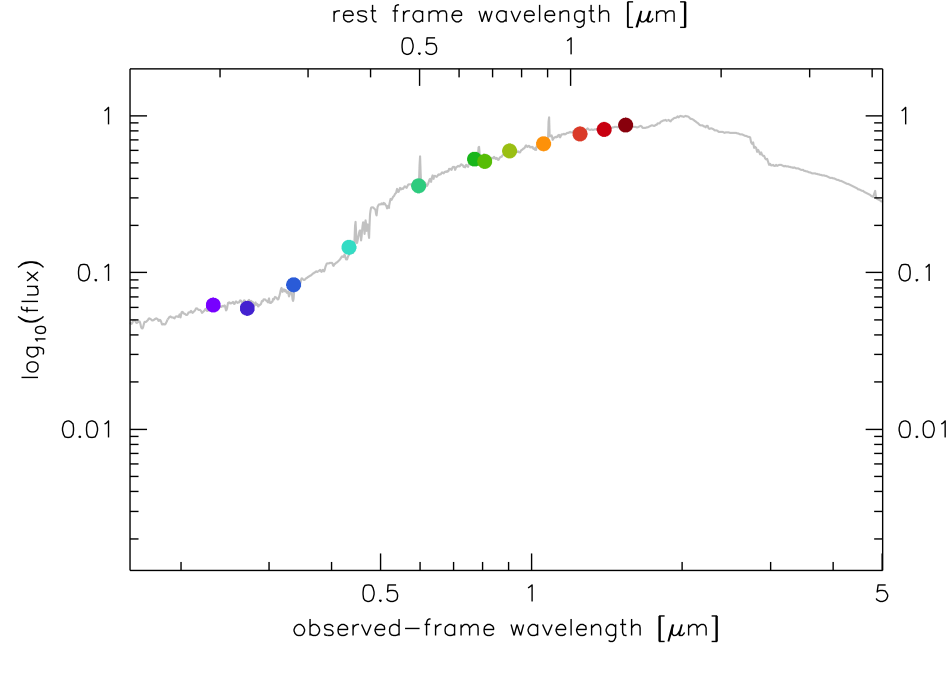 rest frame wavelength [μm]
0.5 1
1 1
0.1 0.1
0.01 0.01
log10(flux)
0.5 1 5
observed-frame wavelength [μm]